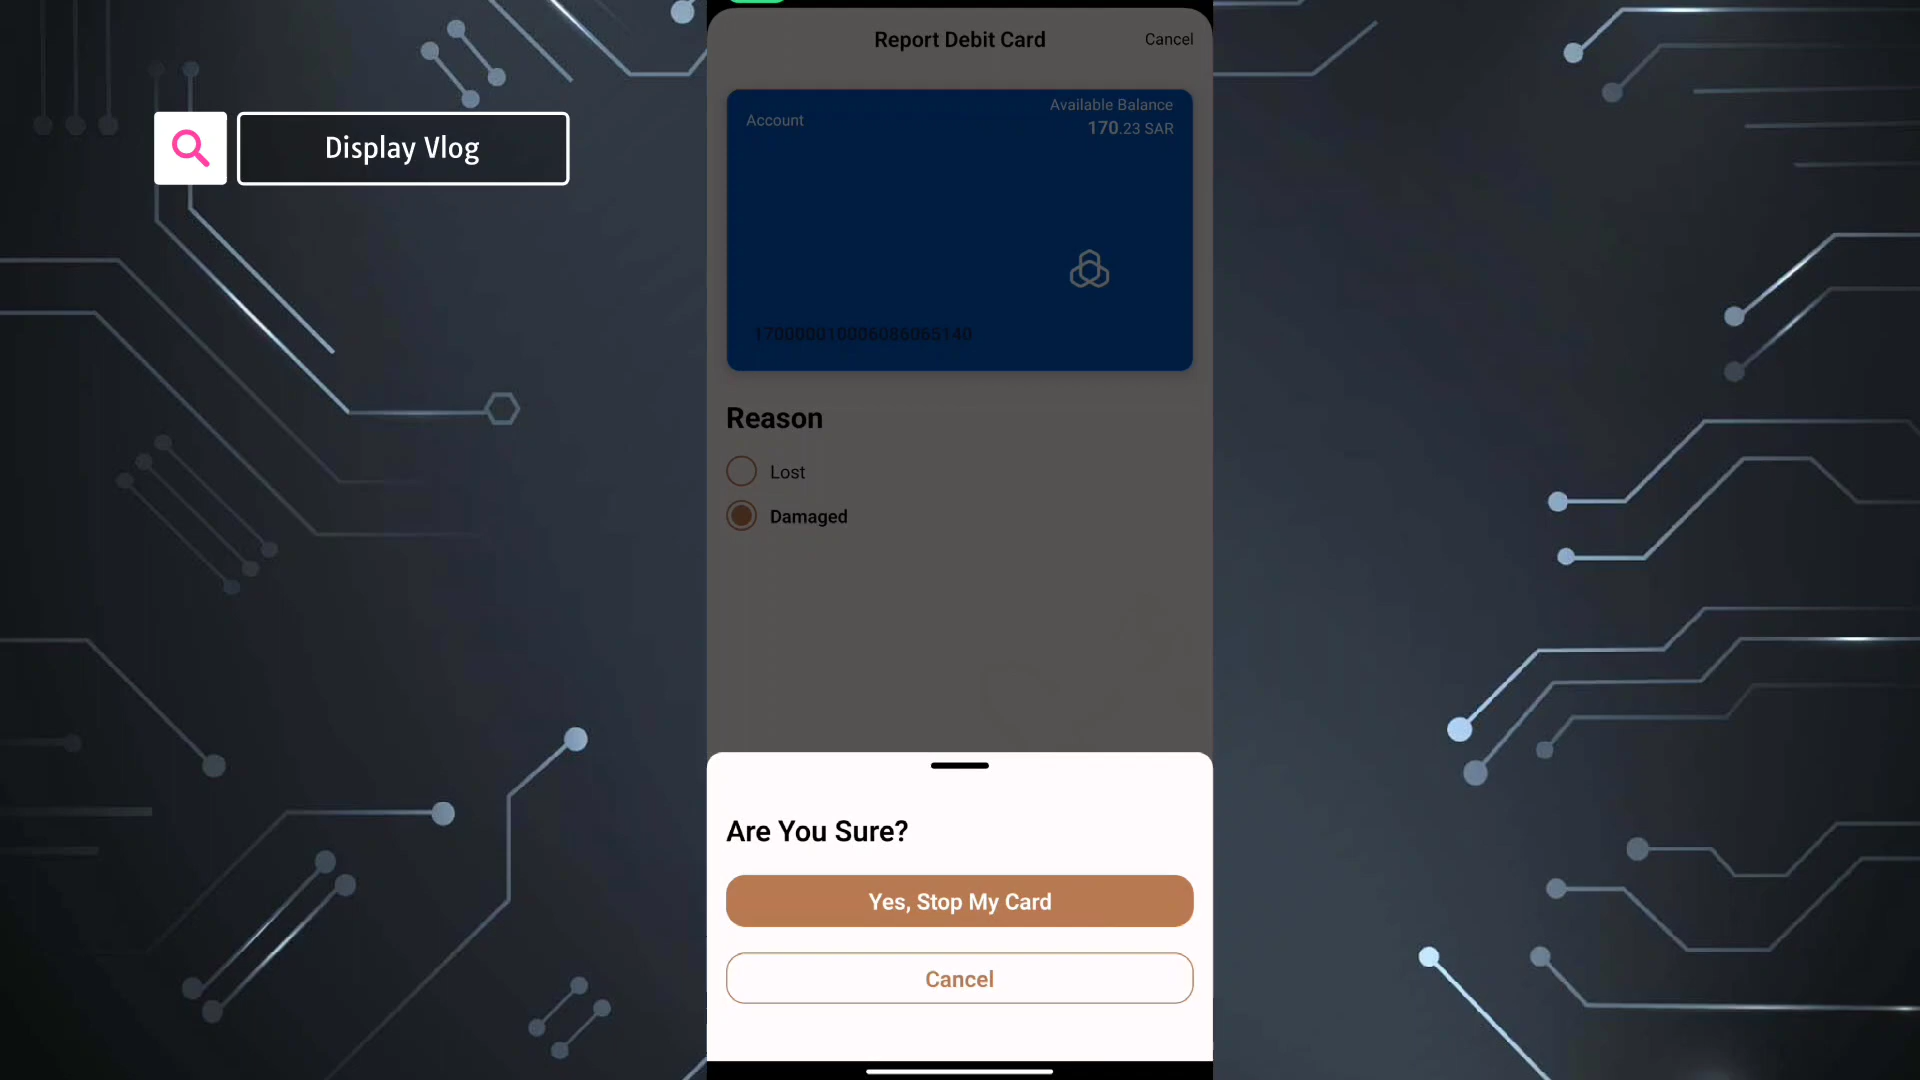 Display Vlog
Report Debit Card
Cancel
Account
Available Balance
170.23 SAR
170000010006086065140
Reason
Lost
Damaged
Are You Sure?
Yes, Stop My Card
Cancel